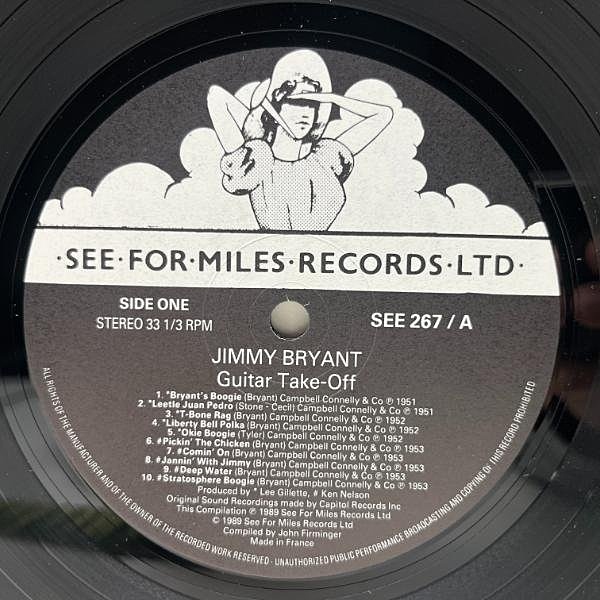 ·SEE·FOR·MILES·RECORDS·LTD·
SIDE ONE
STEREO 33 1/3 RPM
SEE 267 / A
JIMMY BRYANT
Guitar Take-Off
1. *Bryant's Boogie (Bryant) Campbell Connelly & Co ℗ 1951
2. *Leetle Juan Pedro (Stone - Cecil) Campbell Connelly & Co ℗ 1951
3. *T-Bone Rag (Bryant) Campbell Connelly & Co ℗ 1952
4. *Liberty Bell Polka (Bryant) Campbell Connelly & Co ℗ 1952
5. *Okie Boogie (Tyler) Campbell Connelly & Co ℗ 1952
6. #Pickin' The Chicken (Bryant) Campbell Connelly & Co ℗ 1953
7. #Comin' On (Bryant) Campbell Connelly & Co ℗ 1953
8. #Jannin' With Jimmy (Bryant) Campbell Connelly & Co ℗ 1953
9. #Deep Water (Bryant) Campbell Connelly & Co ℗ 1953
10. #Stratosphere Boogie (Bryant) Campbell Connelly & Co ℗ 1953
Produced by * Lee Gillette, # Ken Nelson
Original Sound Recordings made by Capitol Records Inc
This Compilation ℗ 1989 See For Miles Records Ltd
© 1989 See For Miles Records Ltd
Compiled by John Firminger
Made in France
ALL RIGHTS OF THE MANUFACTURER AND OF THE OWNER OF THE RECORDED WORK RESERVED · UNAUTHORIZED PUBLIC PERFORMANCE BROADCASTING AND COPYING OF THIS RECORD PROHIBITED